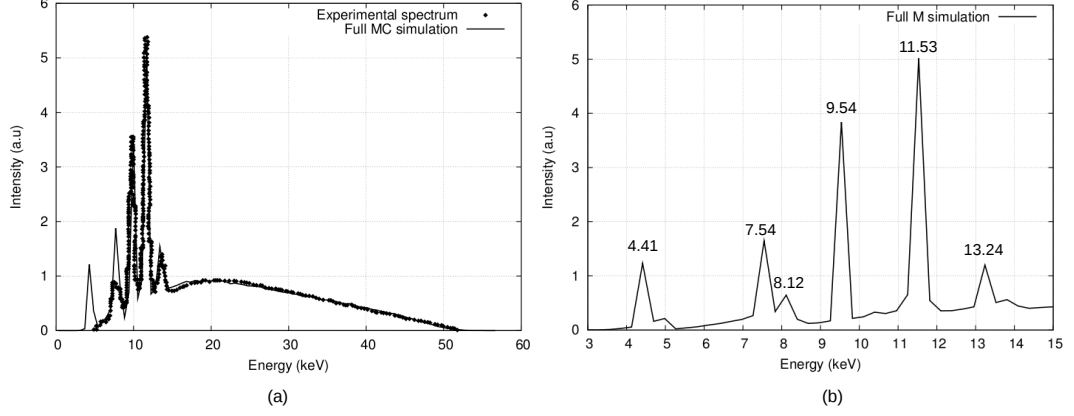 Experimental spectrum
Full MC simulation
6
5
4
3
2
1
0
Intensity (a.u)
0 10 20 30 40 50 60
Energy (keV)
(a)
Full M simulation
6
5
4
3
2
1
0
Intensity (a.u)
4.41
7.54
8.12
9.54
11.53
13.24
3 4 5 6 7 8 9 10 11 12 13 14 15
Energy (keV)
(b)